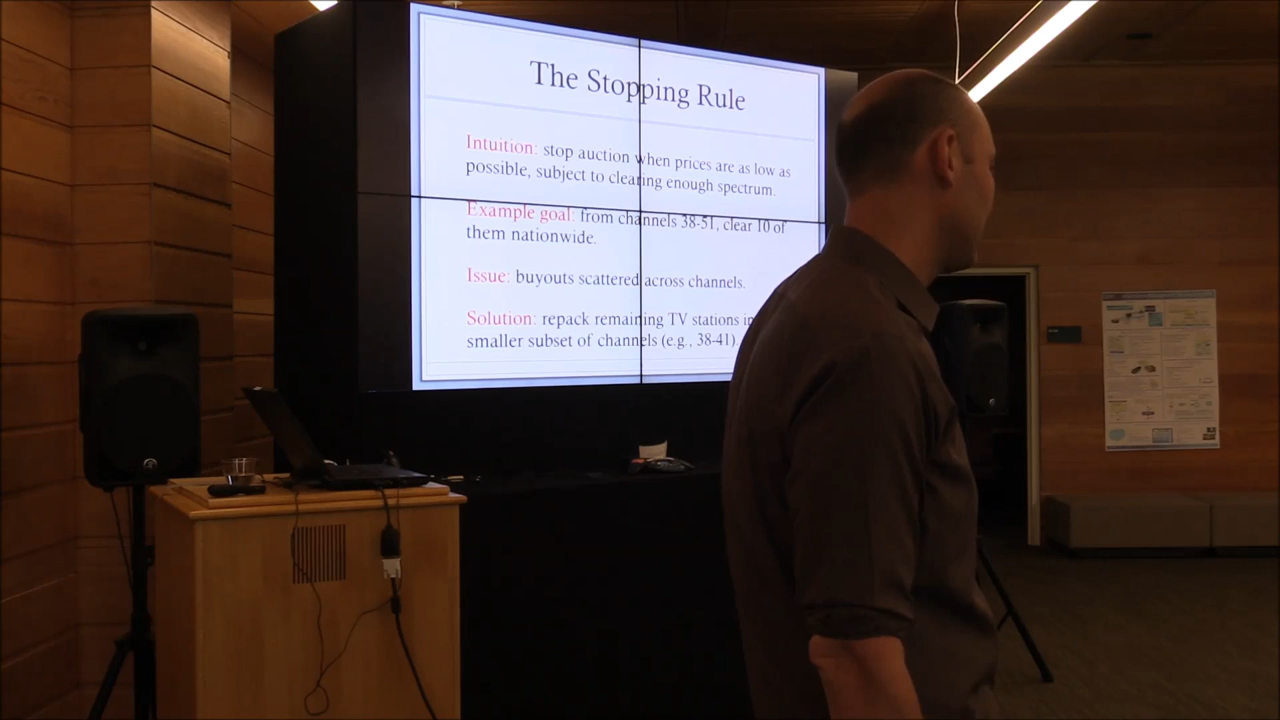 The Stopping Rule
Intuition: stop auction when prices are as low as
possible, subject to clearing enough spectrum.
Example goal: from channels 38-51, clear 10 of
them nationwide.
Issue: buyouts scattered across channels.
Solution: repack remaining TV stations in
smaller subset of channels (e.g., 38-41).